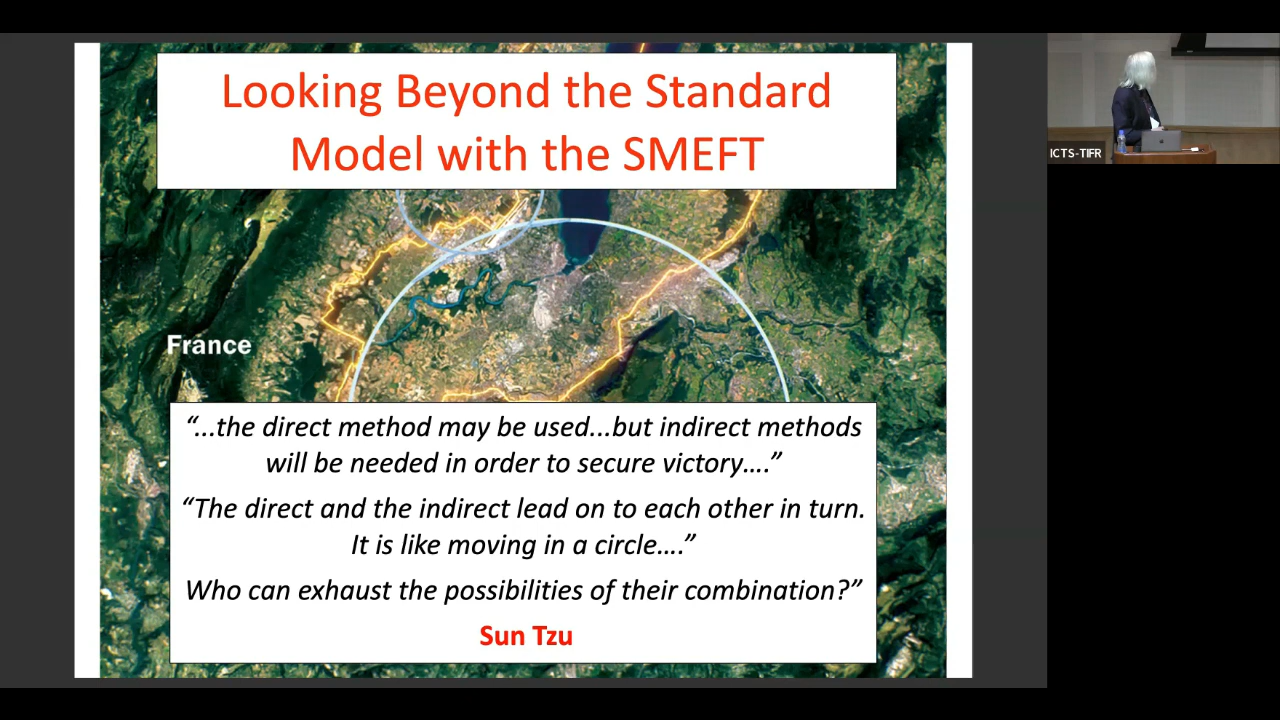 Looking Beyond the Standard
Model with the SMEFT
ICTS-TIFR
France
“...the direct method may be used...but indirect methods
will be needed in order to secure victory....”
“The direct and the indirect lead on to each other in turn.
It is like moving in a circle....”
Who can exhaust the possibilities of their combination?”
Sun Tzu